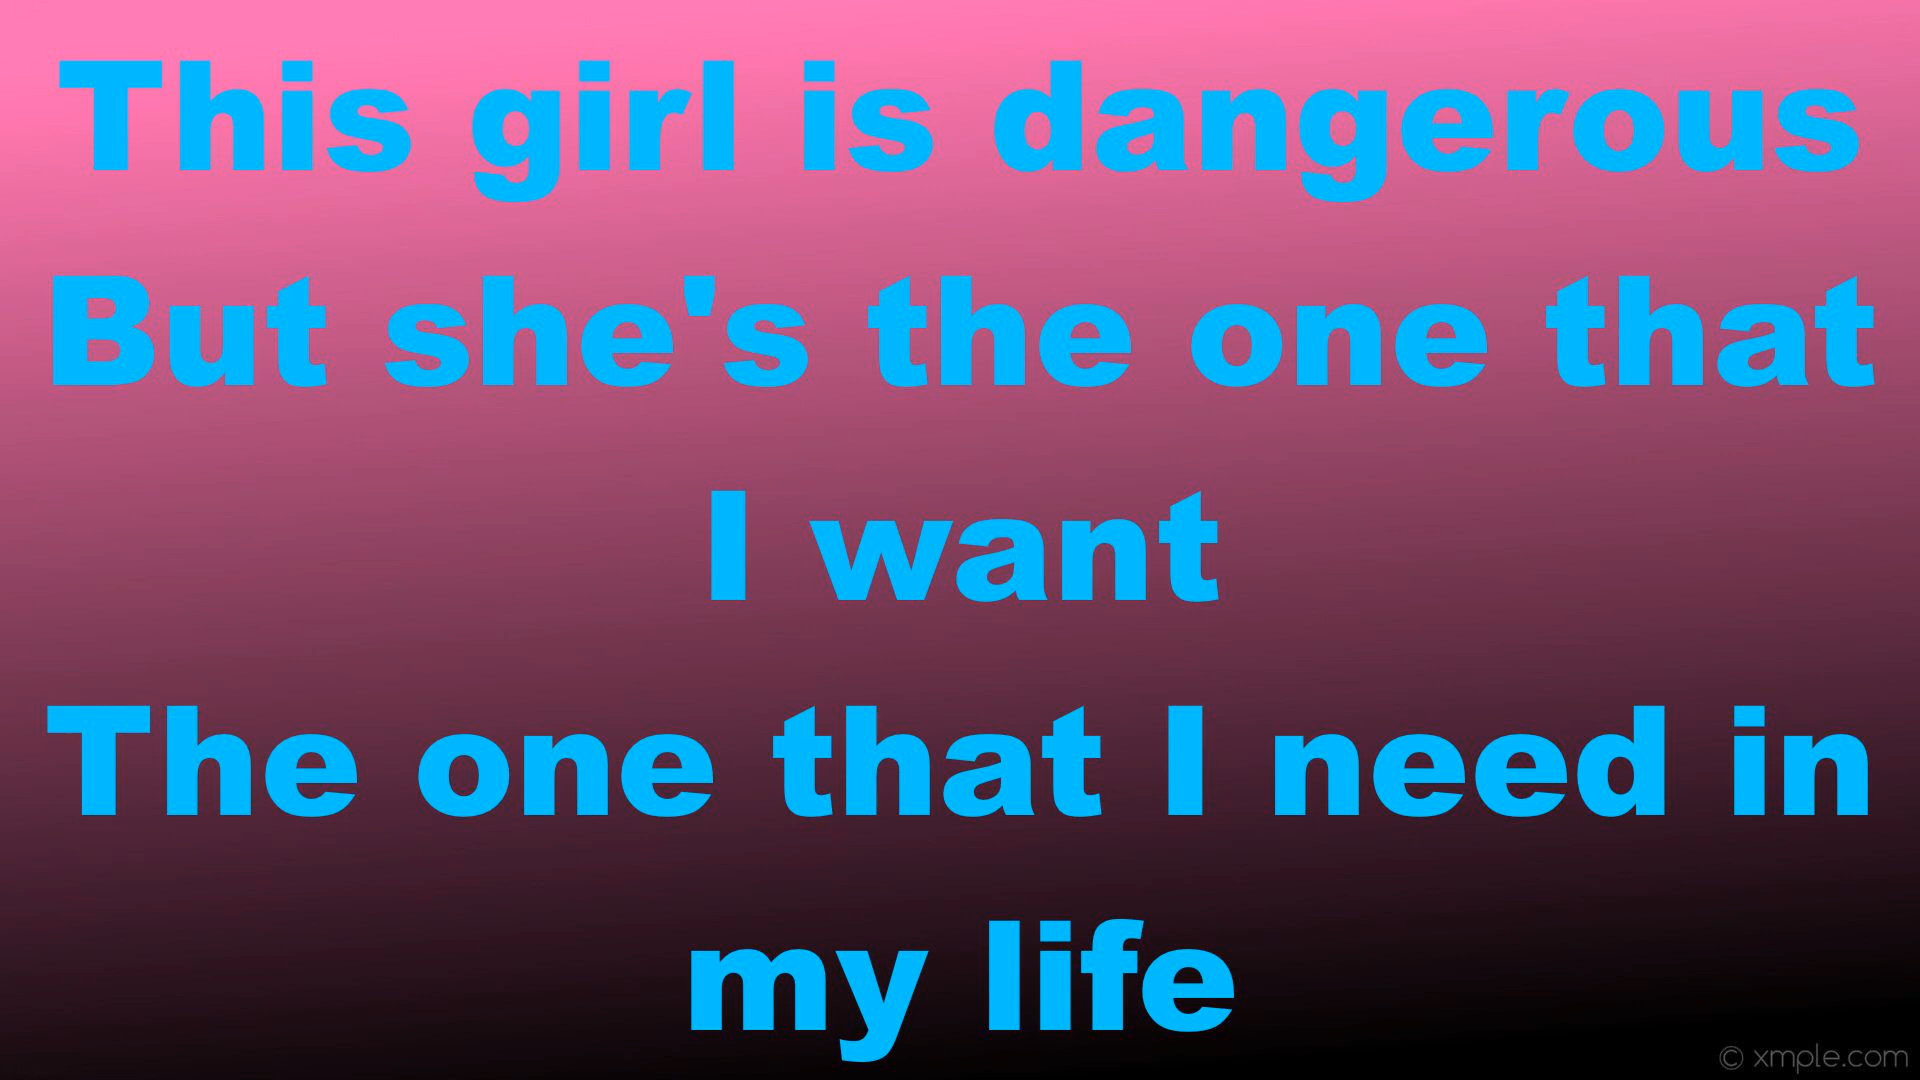 This girl is dangerous
But she's the one that
I want
The one that I need in
my life
© xmple.com